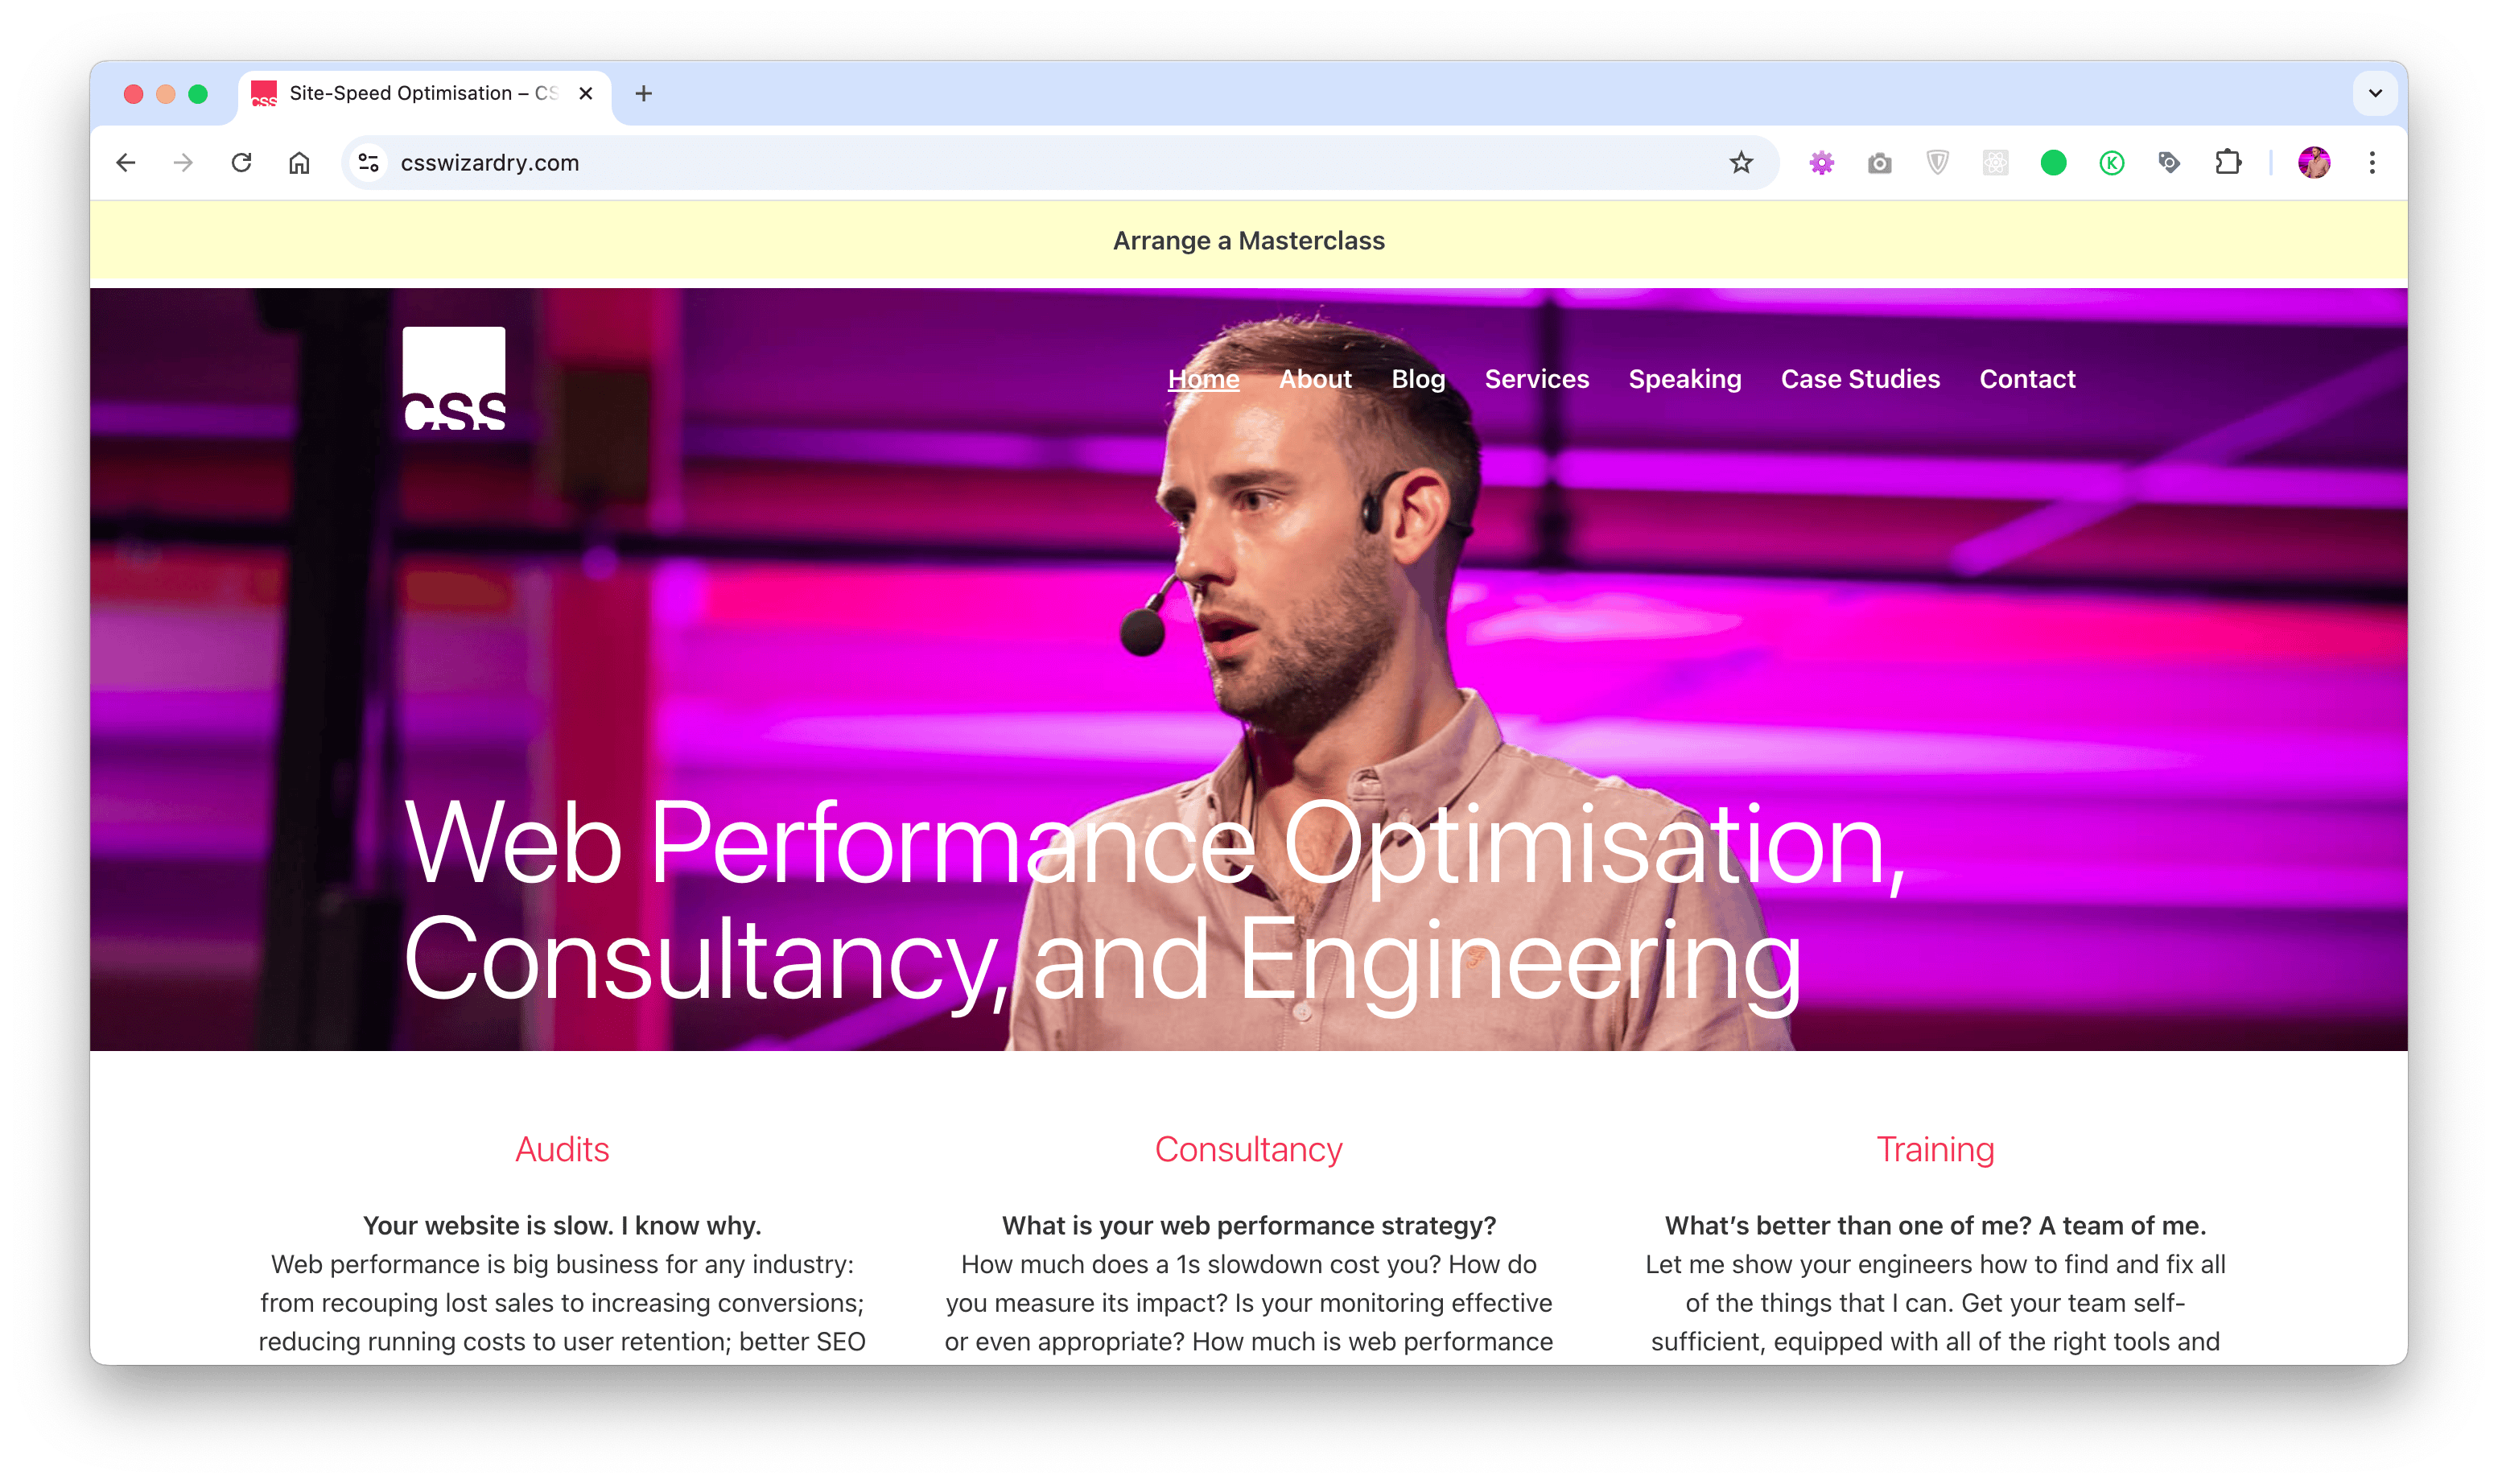 Site-Speed Optimisation – CS
csswizardry.com
Arrange a Masterclass
css
Home About Blog Services Speaking Case Studies Contact
Web Performance Optimisation,
Consultancy, and Engineering
Audits
Your website is slow. I know why.
Web performance is big business for any industry:
from recouping lost sales to increasing conversions;
reducing running costs to user retention; better SEO
Consultancy
What is your web performance strategy?
How much does a 1s slowdown cost you? How do
you measure its impact? Is your monitoring effective
or even appropriate? How much is web performance
Training
What’s better than one of me? A team of me.
Let me show your engineers how to find and fix all
of the things that I can. Get your team self-
sufficient, equipped with all of the right tools and